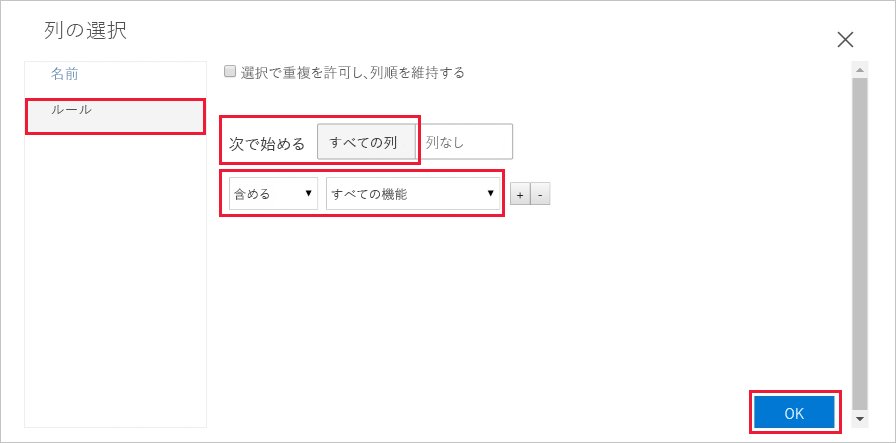 列の選択
名前
ルール
選択で重複を許可し、列順を維持する
次で始める すべての列 列なし
含める ▼ すべての機能 ▼ + -
OK